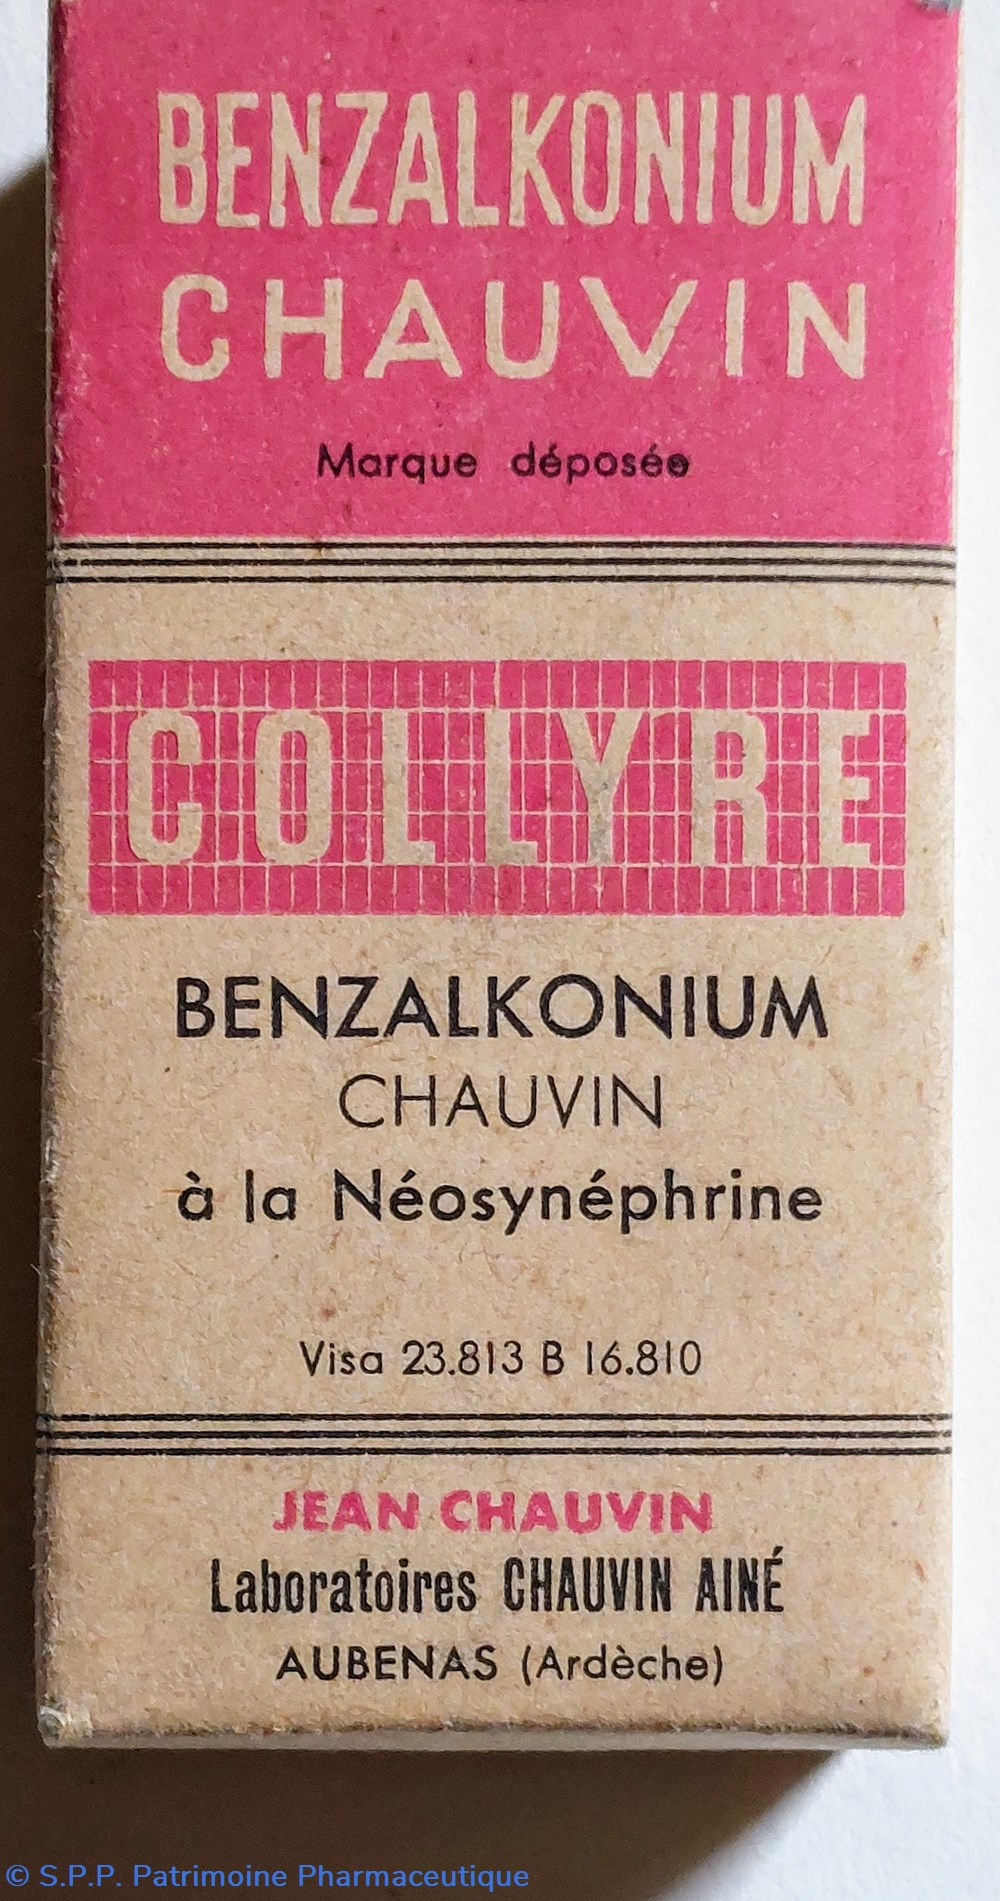 BENZALKONIUM
CHAUVIN
Marque déposée
COLLYRE
BENZALKONIUM
CHAUVIN
à la Néosynéphrine
Visa 23.813 B 16.810
JEAN CHAUVIN
Laboratoires CHAUVIN AINÉ
AUBENAS (Ardèche)
© S.P.P. Patrimoine Pharmaceutique